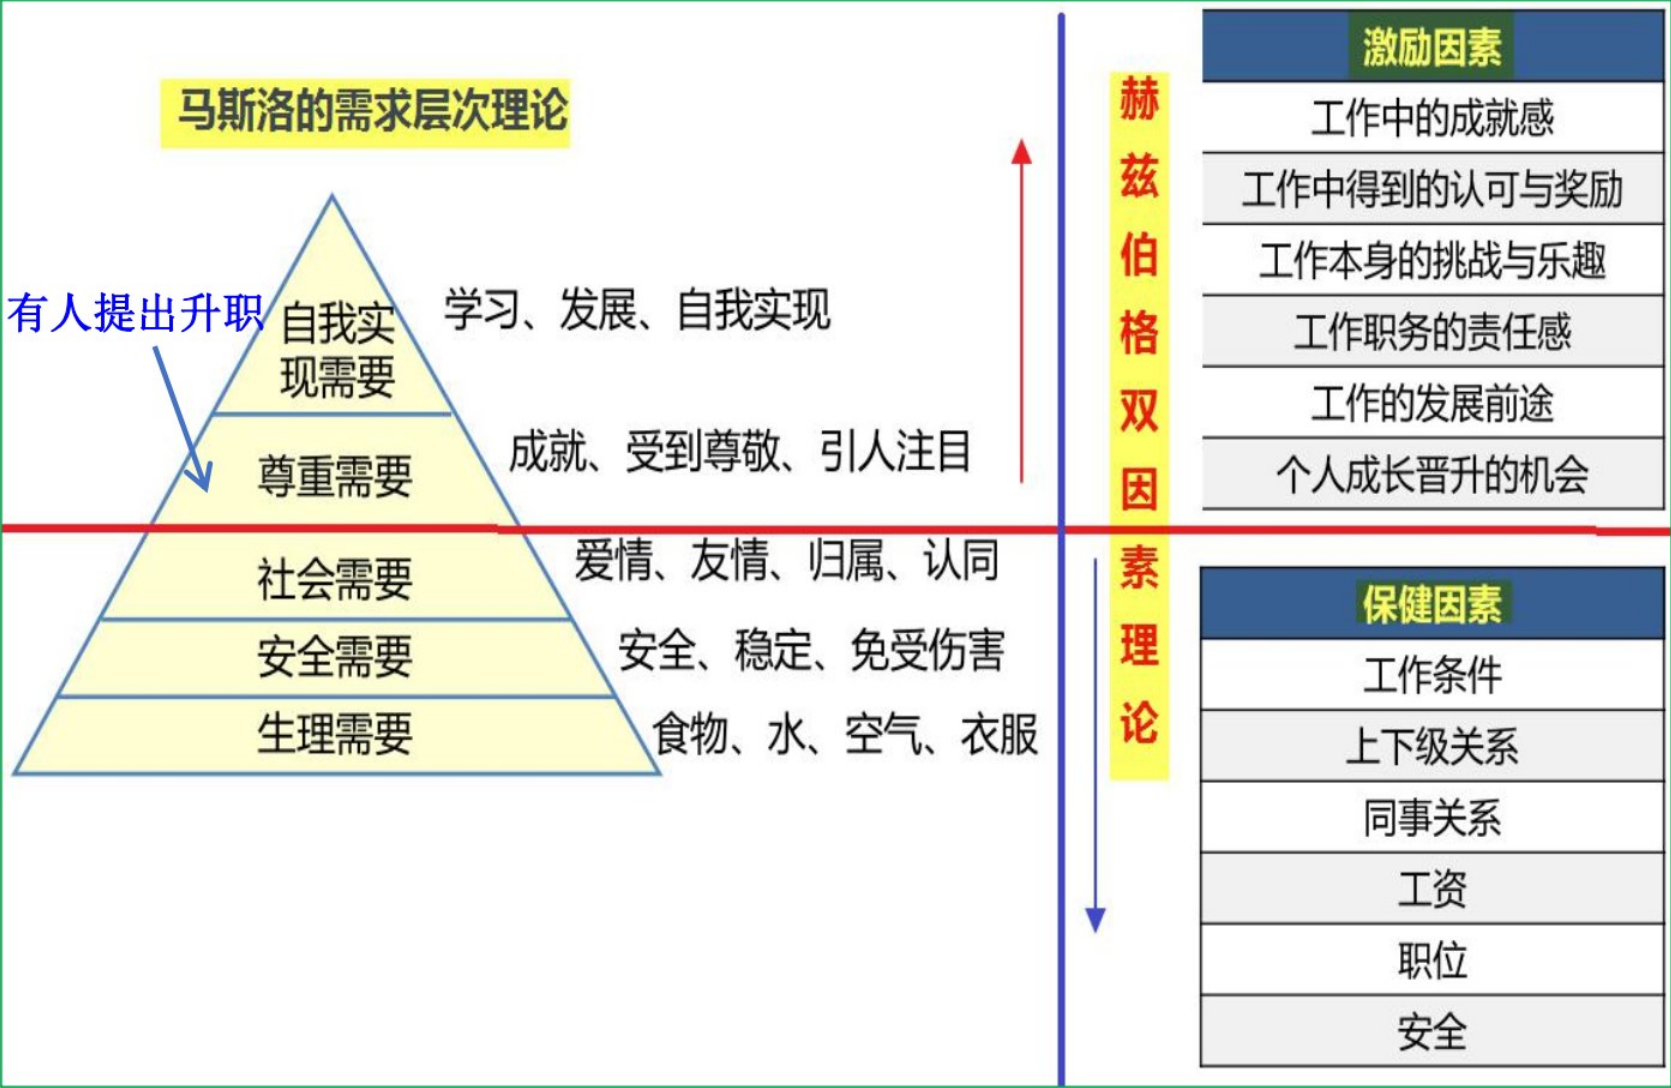 马斯洛的需求层次理论
有人提出升职
自我实
现需要
学习、发展、自我实现
尊重需要
成就、受到尊敬、引人注目
社会需要
爱情、友情、归属、认同
安全需要
安全、稳定、免受伤害
生理需要
食物、水、空气、衣服
赫兹伯格双因素理论
激励因素
工作中的成就感
工作中得到的认可与奖励
工作本身的挑战与乐趣
工作职务的责任感
工作的发展前途
个人成长晋升的机会
保健因素
工作条件
上下级关系
同事关系
工资
职位
安全